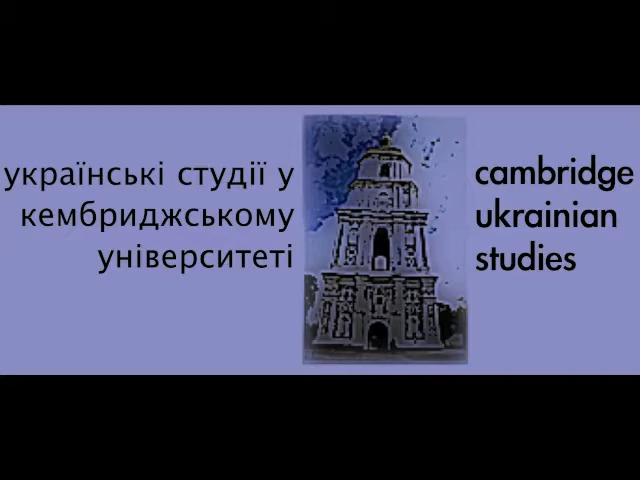 українські студії у
кембриджському
університеті
cambridge
ukrainian
studies